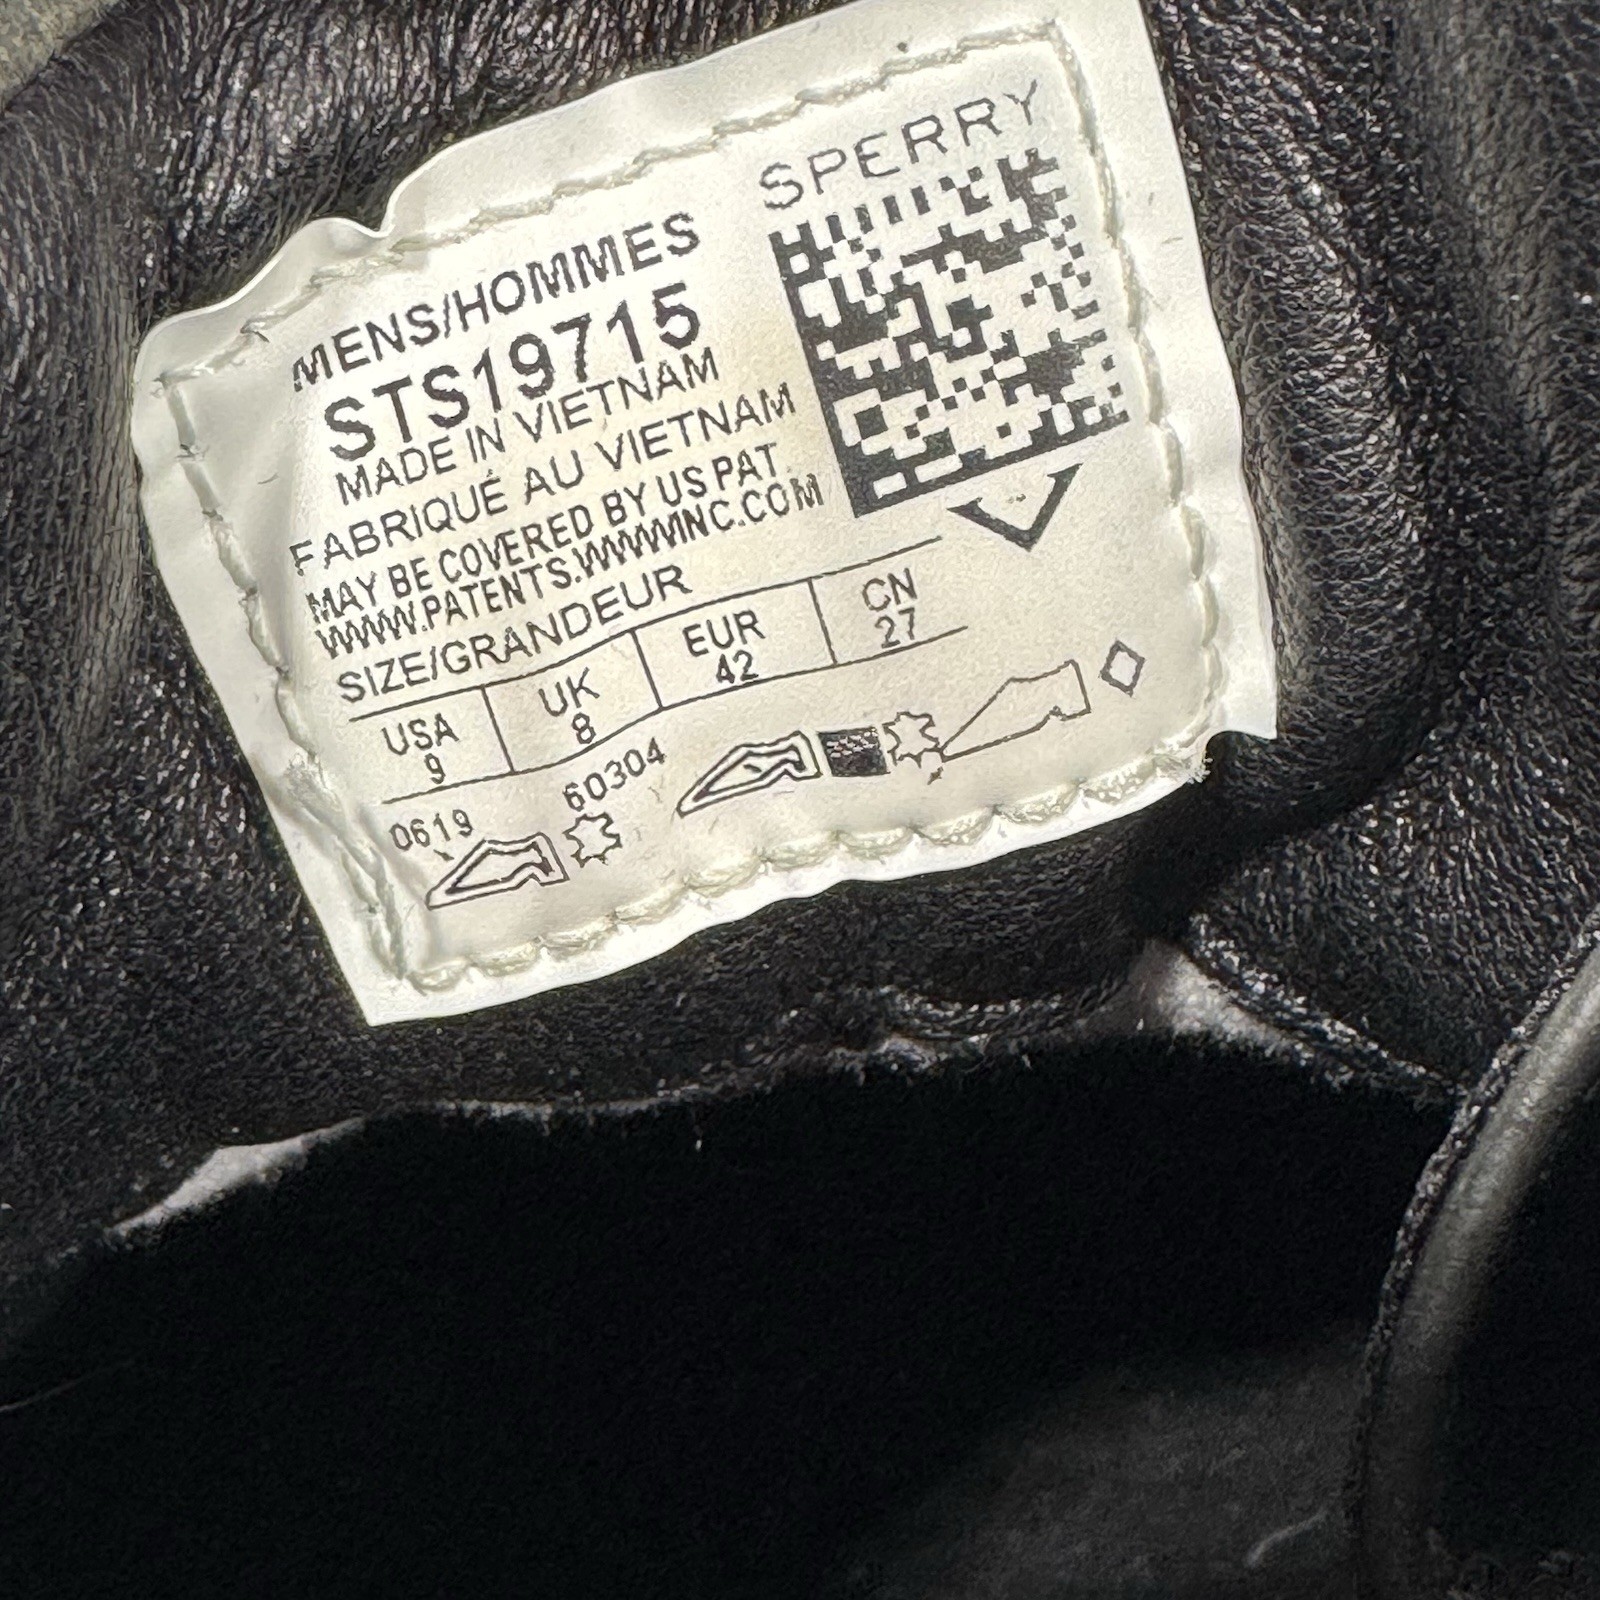 SPERRY
MENS/HOMMES
STS19715
MADE IN VIETNAM
FABRIQUÉ AU VIETNAM
MAY BE COVERED BY US PAT.
WWW.PATENTS.WWWINC.COM
SIZE/GRANDEUR
USA UK EUR CN
9 8 42 27
0619 60304